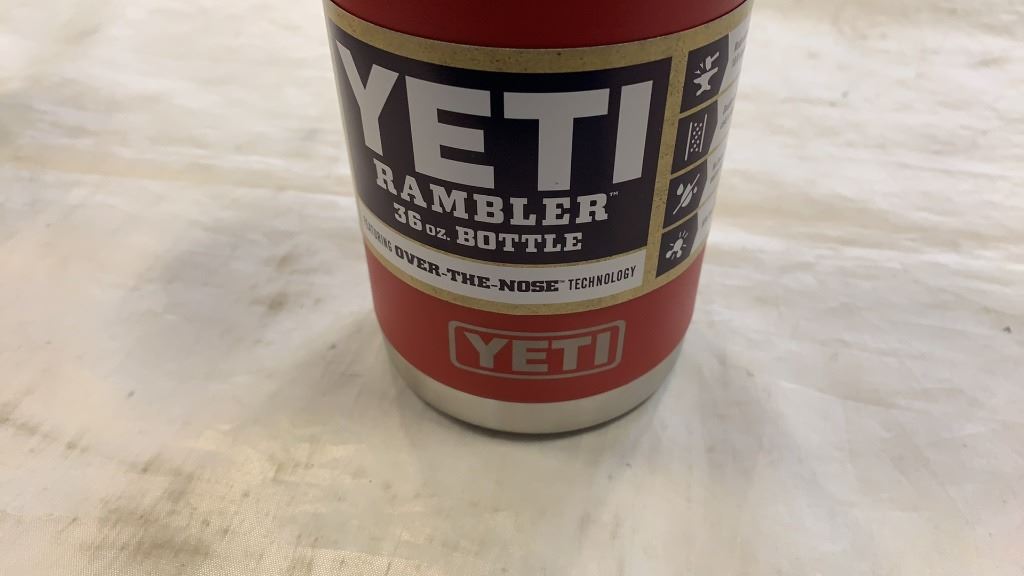 YETI
RAMBLER™
36 OZ. BOTTLE
FEATURING OVER-THE-NOSE™ TECHNOLOGY
YETI